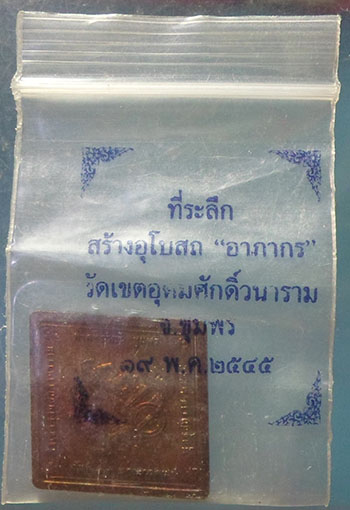 ที่ระลึก
สร้างอุโบสถ "อาภากร"
วัดเขตอุดมศักดิ์วนาราม
จ.ชุมพร
๑๙ พ.ค.๒๕๔๕